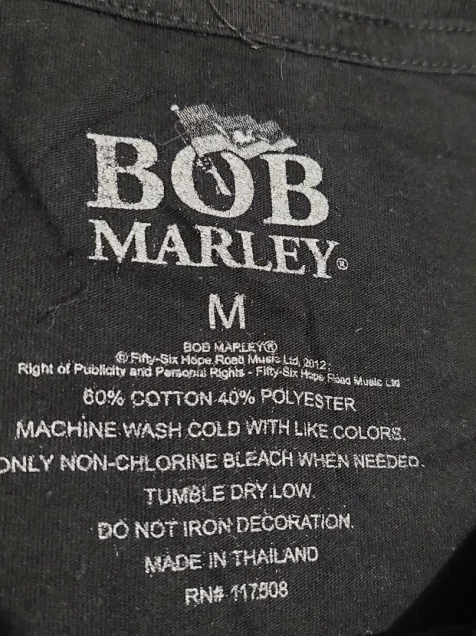 BOB
MARLEY®
M
BOB MARLEY®
© Fifty-Six Hope Road Music Ltd, 2012.
Right of Publicity and Personal Rights - Fifty-Six Hope Road Music Ltd
60% COTTON 40% POLYESTER
MACHINE WASH COLD WITH LIKE COLORS.
ONLY NON-CHLORINE BLEACH WHEN NEEDED.
TUMBLE DRY LOW.
DO NOT IRON DECORATION.
MADE IN THAILAND
RN# 117508